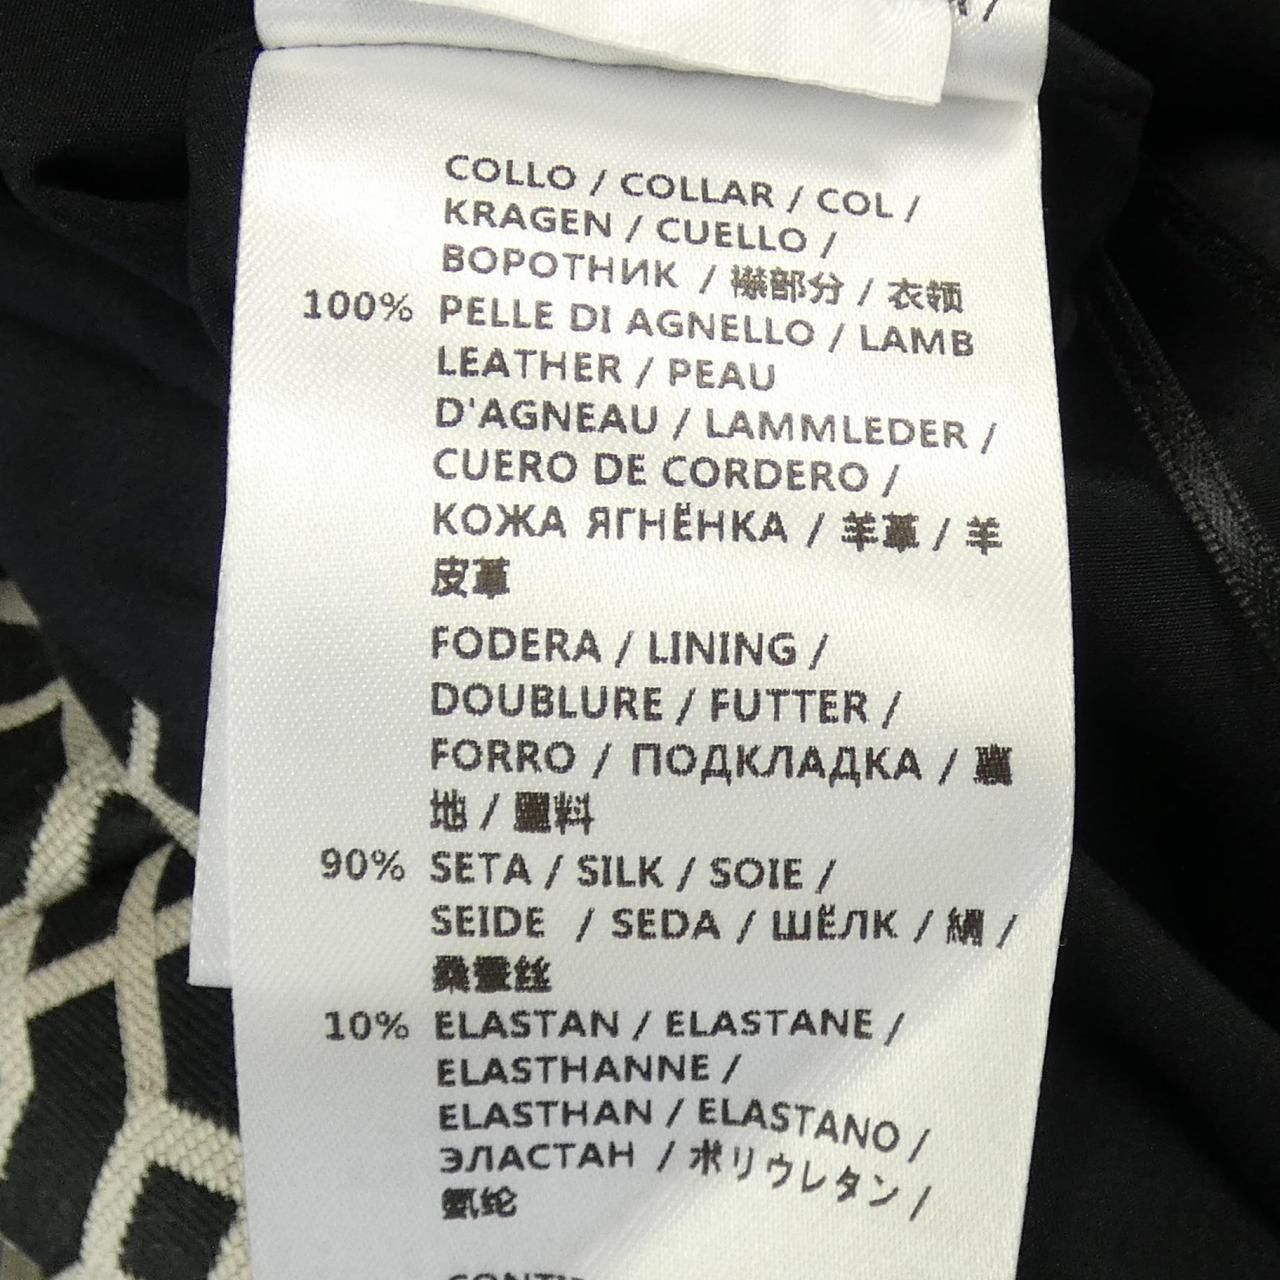 COLLO / COLLAR / COL /
KRAGEN / CUELLO /
ВОРОТНИК / 襟部分 / 衣领
100% PELLE DI AGNELLO / LAMB
LEATHER / PEAU
D'AGNEAU / LAMMLEDER /
CUERO DE CORDERO /
КОЖА ЯГНЁНКА / 羊革 / 羊
皮革
FODERA / LINING /
DOUBLURE / FUTTER /
FORRO / ПОДКЛАДКА / 裏
地 / 料
90% SETA / SILK / SOIE /
SEIDE / SEDA / ШЁЛК / 絹 /
桑蚕丝
10% ELASTAN / ELASTANE /
ELASTHANNE /
ELASTHAN / ELASTANO /
ЭЛАСТАН / ポリウレタン /
氨纶